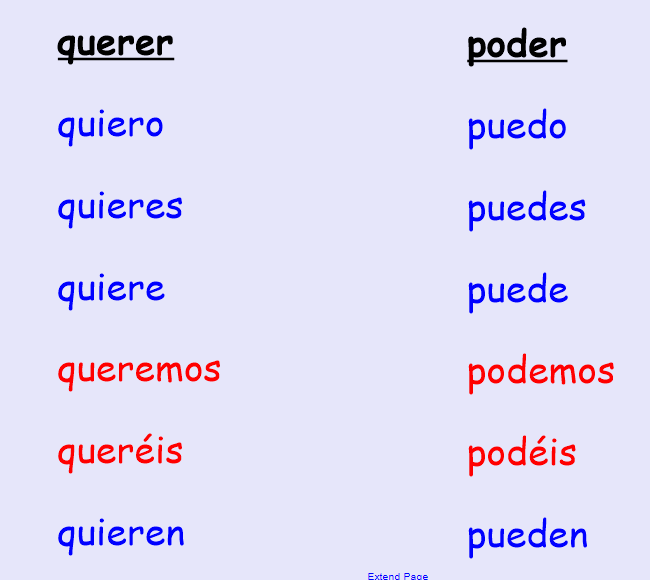 querer poder
quiero puedo
quieres puedes
quiere puede
queremos podemos
queréis podéis
quieren pueden
Extend Page